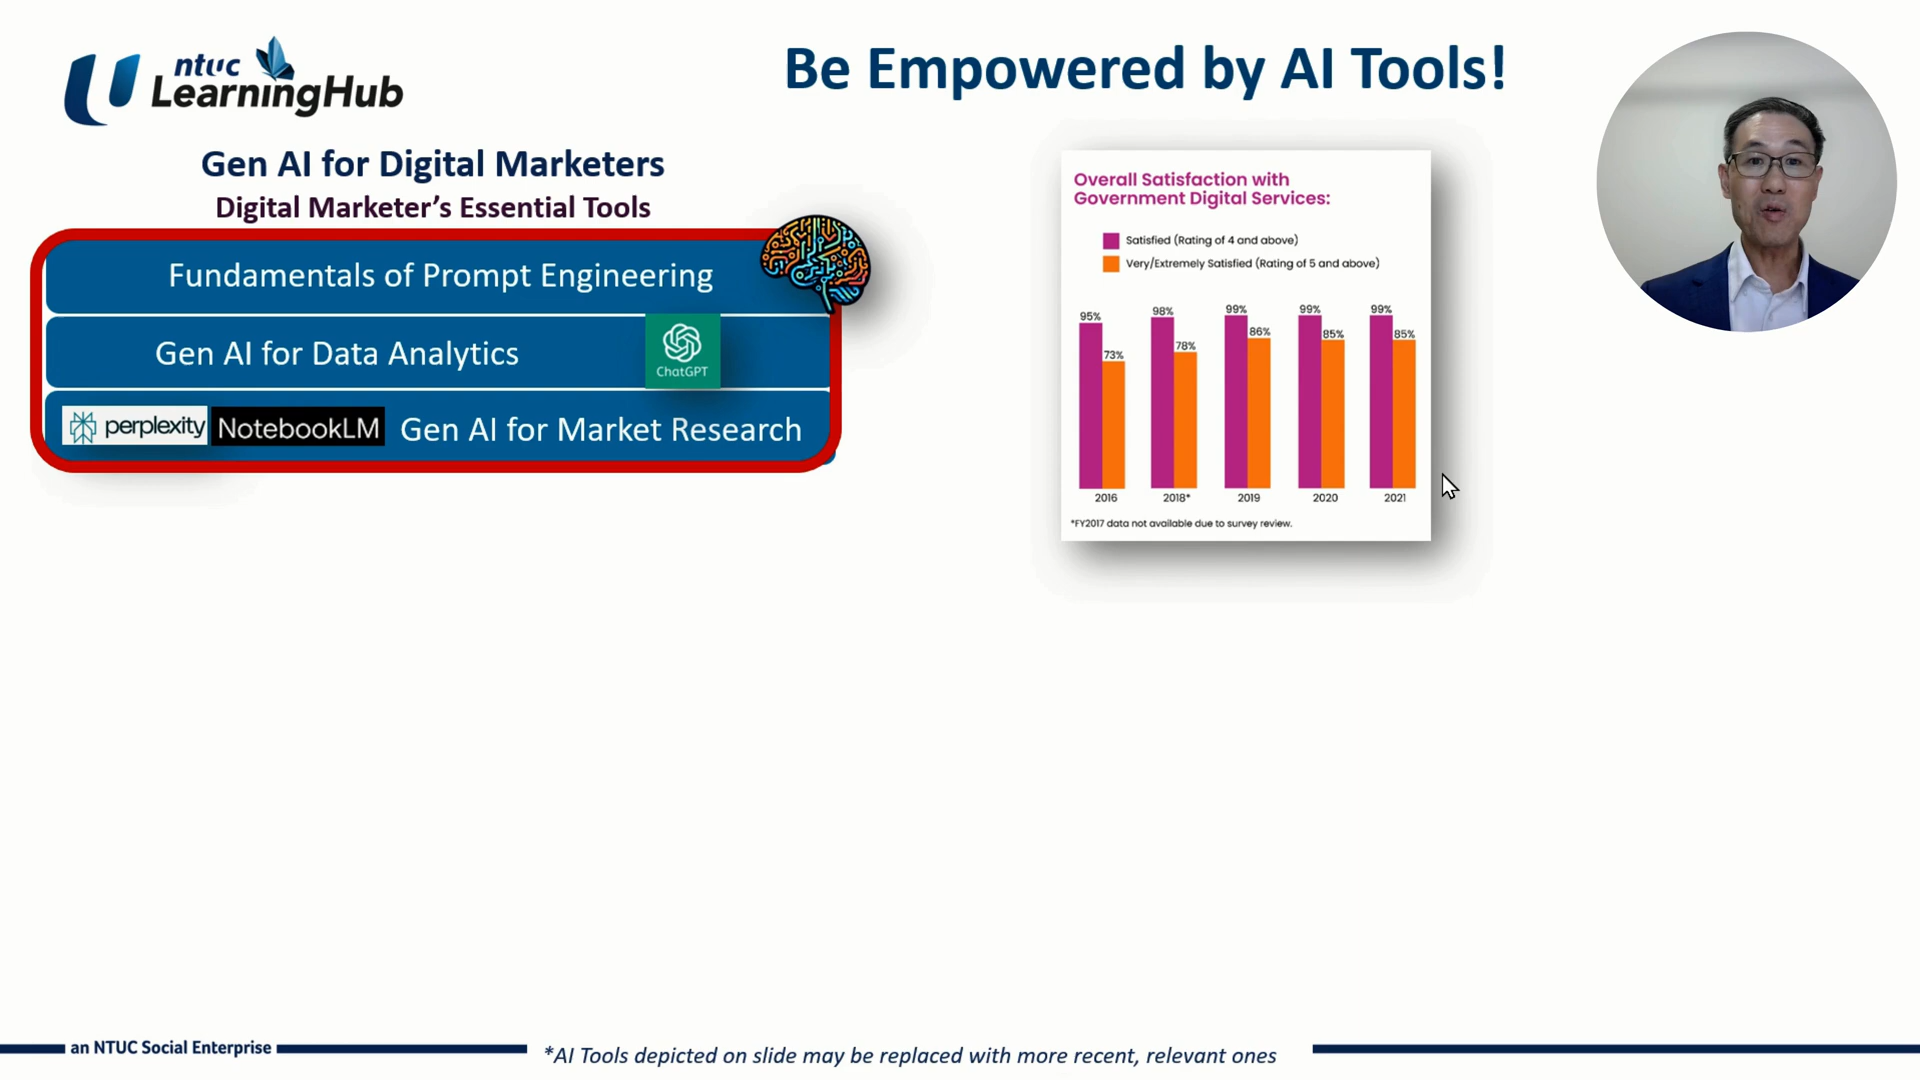 ntuc
LearningHub
Be Empowered by AI Tools!
Gen AI for Digital Marketers
Digital Marketer's Essential Tools
Fundamentals of Prompt Engineering
Gen AI for Data Analytics
ChatGPT
perplexity
NotebookLM
Gen AI for Market Research
Overall Satisfaction with
Government Digital Services:
Satisfied (Rating of 4 and above)
Very/Extremely Satisfied (Rating of 5 and above)
95% 73% 98% 78% 99% 86% 99% 85% 99% 85%
2016 2018* 2019 2020 2021
*FY2017 data not available due to survey review.
an NTUC Social Enterprise
*AI Tools depicted on slide may be replaced with more recent, relevant ones